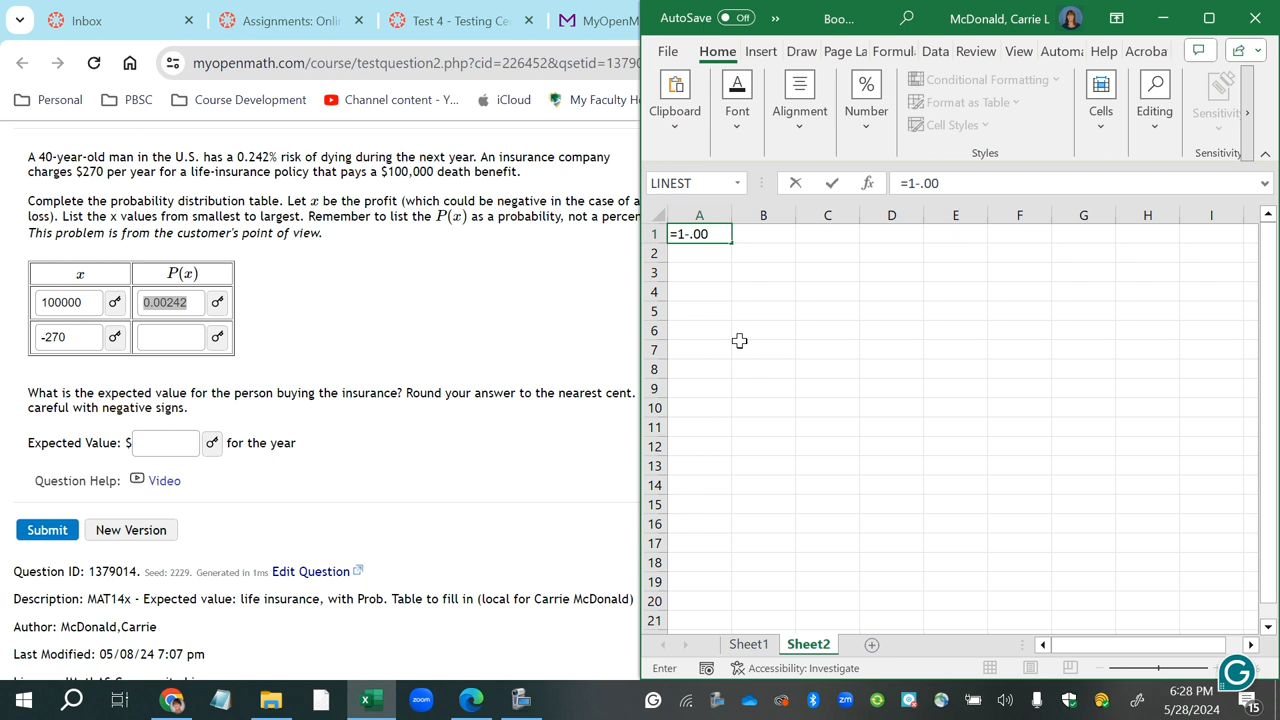 Inbox
Assignments: Onli
Test 4 - Testing Ce
MyOpenM
myopenmath.com/course/testquestion2.php?cid=226452&qsetid=13790
Personal
PBSC
Course Development
Channel content - Y...
iCloud
My Faculty H
A 40-year-old man in the U.S. has a 0.242% risk of dying during the next year. An insurance company
charges $270 per year for a life-insurance policy that pays a $100,000 death benefit.
Complete the probability distribution table. Let x be the profit (which could be negative in the case of a
loss). List the x values from smallest to largest. Remember to list the P(x) as a probability, not a percen
This problem is from the customer's point of view.
x P(x)
100000 0.00242
-270
What is the expected value for the person buying the insurance? Round your answer to the nearest cent.
careful with negative signs.
Expected Value: $ for the year
Question Help: Video
Submit New Version
Question ID: 1379014. Seed: 2229. Generated in 1ms Edit Question
Description: MAT14x - Expected value: life insurance, with Prob. Table to fill in (local for Carrie McDonald)
Author: McDonald,Carrie
Last Modified: 05/08/24 7:07 pm
AutoSave Off Boo... McDonald, Carrie L
File Home Insert Draw Page La Formul Data Review View Automa Help Acroba
Clipboard
Font
Alignment
Number
Conditional Formatting
Format as Table
Cell Styles
Styles
Cells
Editing
Sensitivity
Sensitivity
LINEST fx =1-.00
A B C D E F G H I
1 =1-.00
2
3
4
5
6
7
8
9
10
11
12
13
14
15
16
17
18
19
20
21
Sheet1 Sheet2
Enter Accessibility: Investigate
zoom
zm
6:28 PM
5/28/2024
15